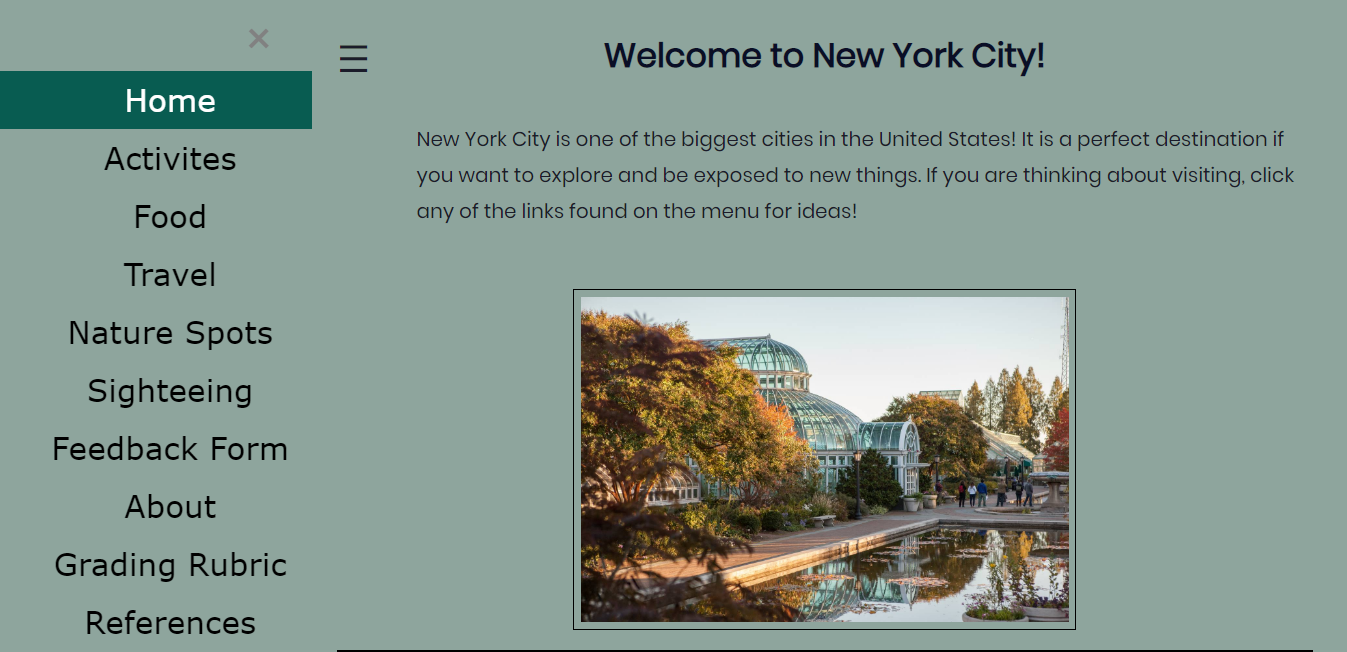 Home
Activites
Food
Travel
Nature Spots
Sighteeing
Feedback Form
About
Grading Rubric
References
Welcome to New York City!
New York City is one of the biggest cities in the United States! It is a perfect destination if
you want to explore and be exposed to new things. If you are thinking about visiting, click
any of the links found on the menu for ideas!